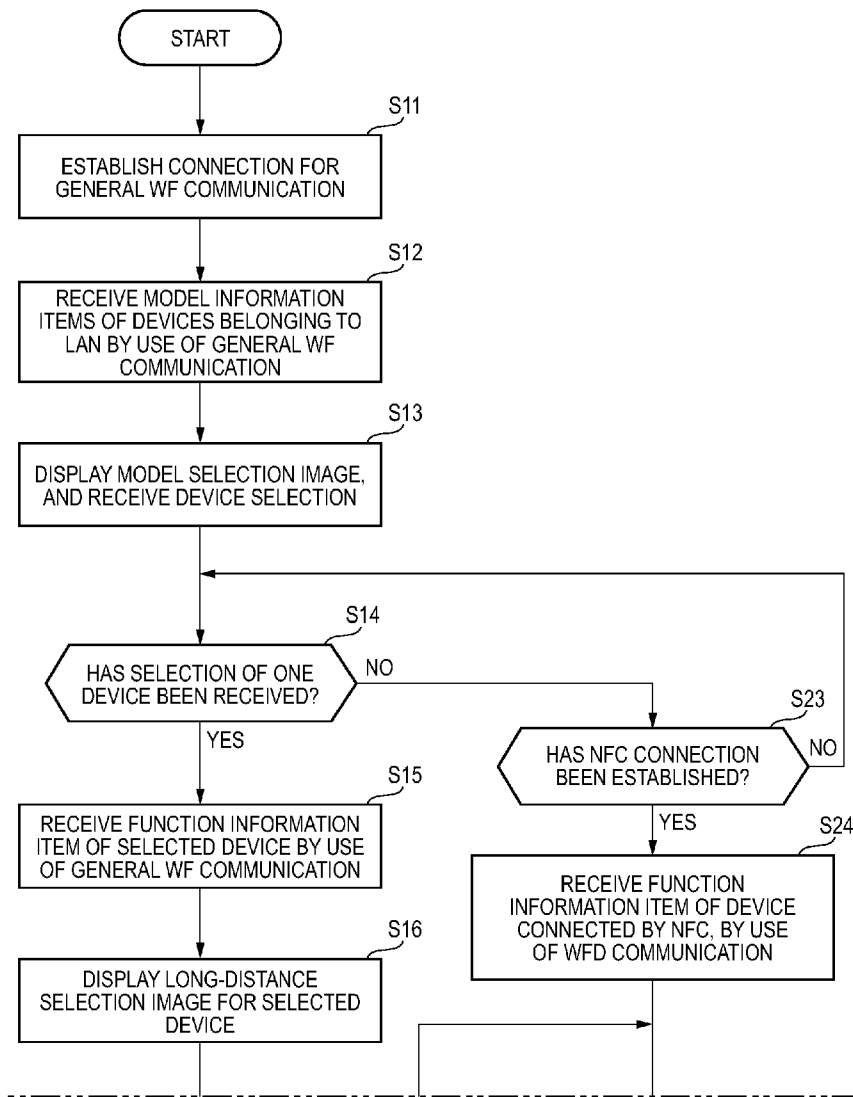 START
S11
ESTABLISH CONNECTION FOR
GENERAL WF COMMUNICATION
S12
RECEIVE MODEL INFORMATION
ITEMS OF DEVICES BELONGING TO
LAN BY USE OF GENERAL WF
COMMUNICATION
S13
DISPLAY MODEL SELECTION IMAGE,
AND RECEIVE DEVICE SELECTION
S14
HAS SELECTION OF ONE
DEVICE BEEN RECEIVED?
NO
YES
S23
HAS NFC CONNECTION
BEEN ESTABLISHED?
NO
YES
S15
RECEIVE FUNCTION INFORMATION
ITEM OF SELECTED DEVICE BY USE
OF GENERAL WF COMMUNICATION
S24
RECEIVE FUNCTION
INFORMATION ITEM OF DEVICE
CONNECTED BY NFC, BY USE
OF WFD COMMUNICATION
S16
DISPLAY LONG-DISTANCE
SELECTION IMAGE FOR SELECTED
DEVICE